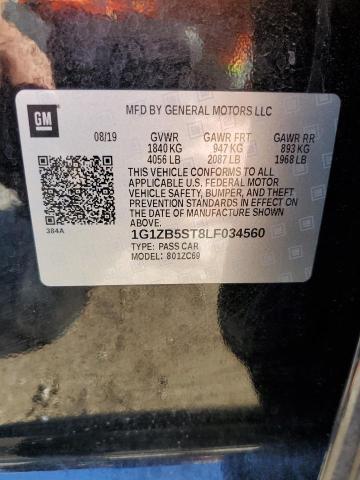 GM
MFD BY GENERAL MOTORS LLC
08/19 GVWR GAWR FRT GAWR RR
1840 KG 947 KG 893 KG
4056 LB 2087 LB 1968 LB
THIS VEHICLE CONFORMS TO ALL
APPLICABLE U.S. FEDERAL MOTOR
VEHICLE SAFETY, BUMPER, AND THEFT
PREVENTION STANDARDS IN EFFECT ON
THE DATE OF MANUFACTURE SHOWN
ABOVE.
384A
1G1ZB5ST8LF034560
TYPE: PASS CAR
MODEL: 801ZC69